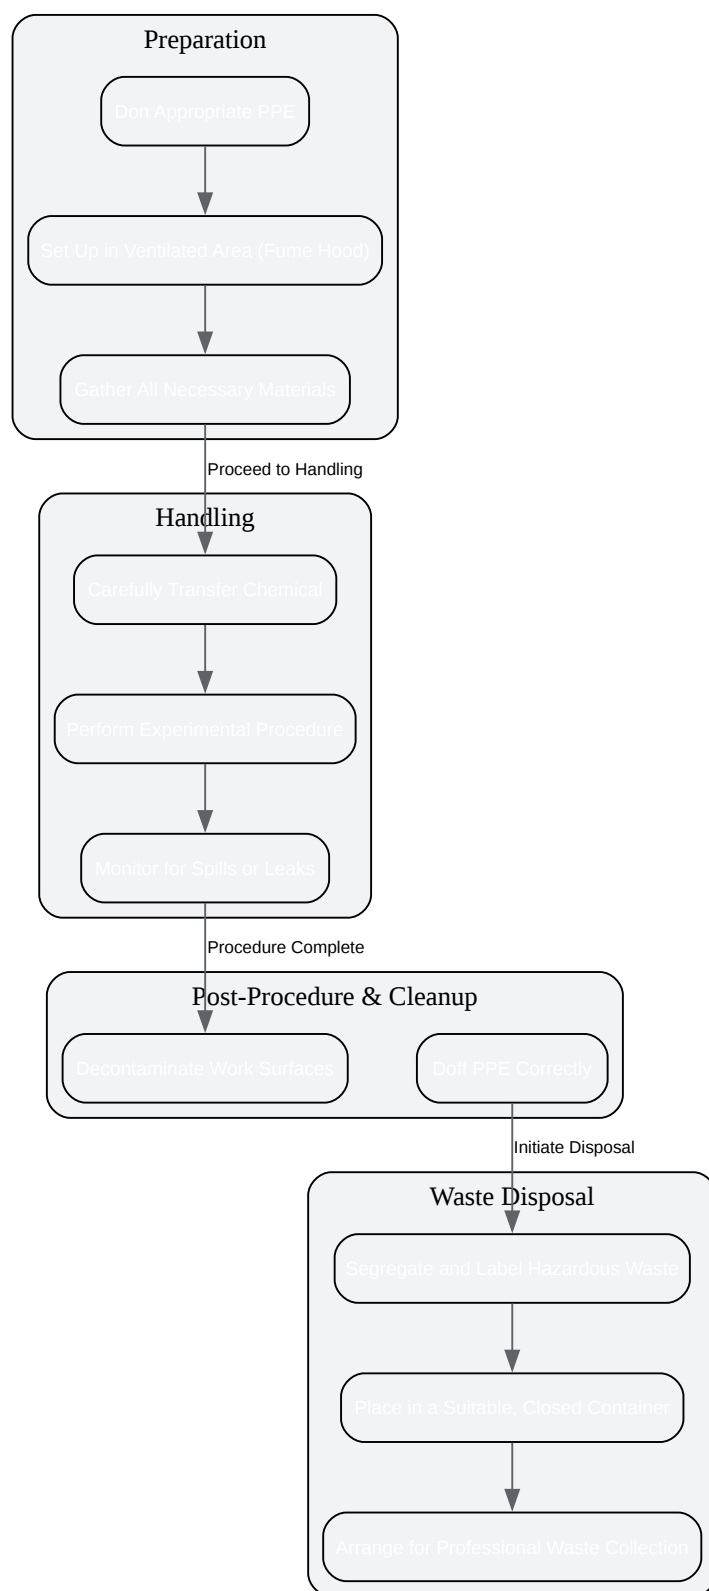 Preparation
Don Appropriate PPE
Set Up in Ventilated Area (Fume Hood)
Gather All Necessary Materials
Proceed to Handling
Handling
Carefully Transfer Chemical
Perform Experimental Procedure
Monitor for Spills or Leaks
Procedure Complete
Post-Procedure & Cleanup
Decontaminate Work Surfaces
Doff PPE Correctly
Initiate Disposal
Waste Disposal
Segregate and Label Hazardous Waste
Place in a Suitable, Closed Container
Arrange for Professional Waste Collection